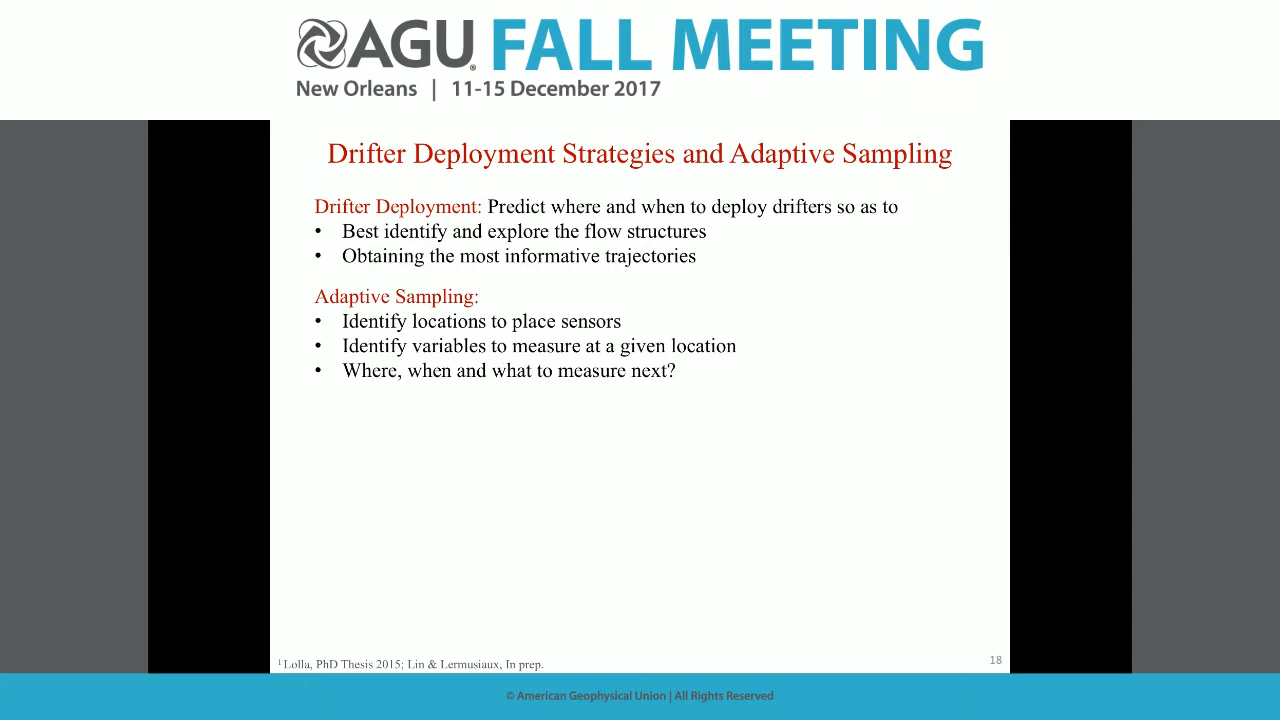 AGU FALL MEETING
New Orleans | 11-15 December 2017
Drifter Deployment Strategies and Adaptive Sampling
Drifter Deployment: Predict where and when to deploy drifters so as to
• Best identify and explore the flow structures
• Obtaining the most informative trajectories
Adaptive Sampling:
• Identify locations to place sensors
• Identify variables to measure at a given location
• Where, when and what to measure next?
1 Lolla, PhD Thesis 2015; Lin & Lermusiaux, In prep.
18
© American Geophysical Union | All Rights Reserved